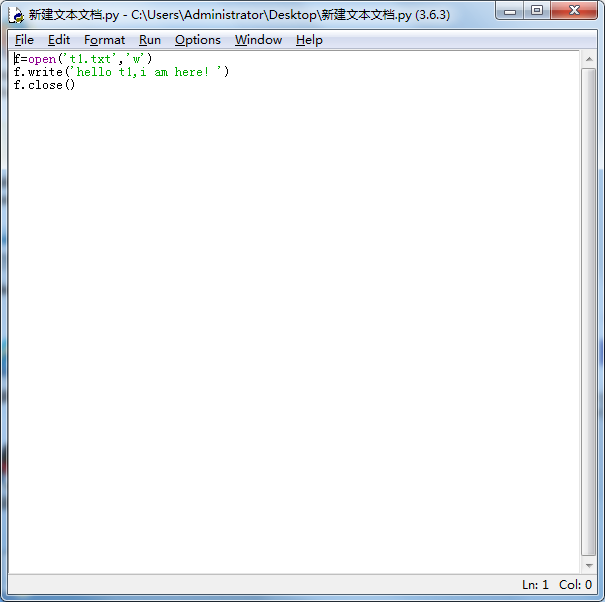 新建文本文档.py - C:\Users\Administrator\Desktop\新建文本文档.py (3.6.3)
File Edit Format Run Options Window Help
f=open('t1.txt','w')
f.write('hello t1,i am here! ')
f.close()
Ln: 1 Col: 0